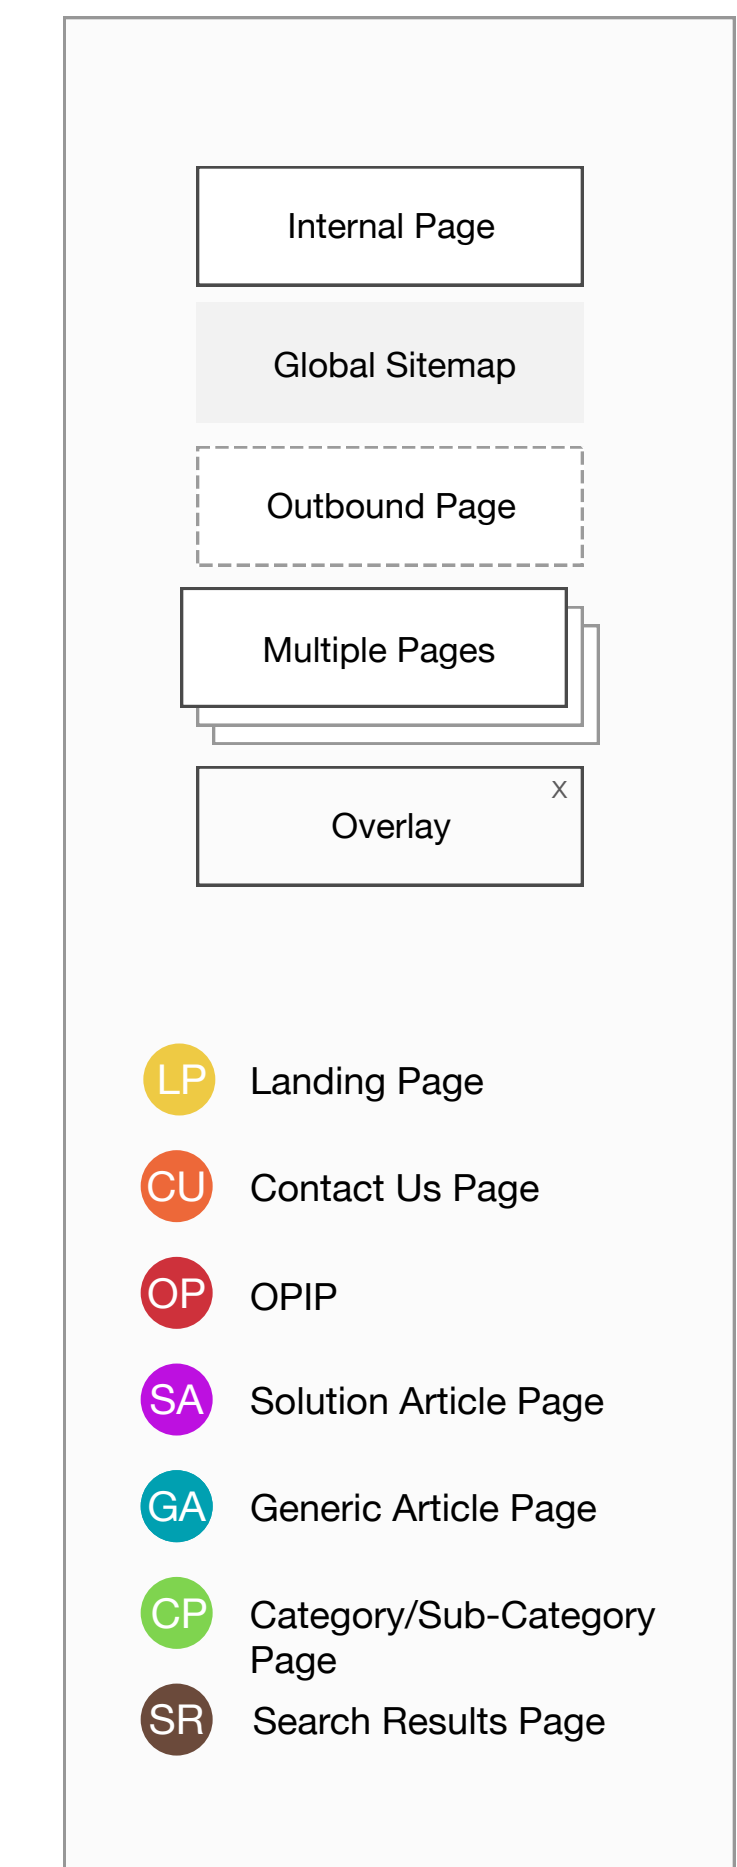 Internal Page
Global Sitemap
Outbound Page
Multiple Pages
X
Overlay
LP Landing Page
CU Contact Us Page
OP OPIP
SA Solution Article Page
GA Generic Article Page
CP Category/Sub-Category
Page
SR Search Results Page